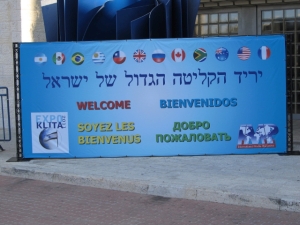 יריד הקליטה הגדול של ישראל
WELCOME
BIENVENIDOS
SOYEZ LES
BIENVENUS
ДОБРО
ПОЖАЛОВАТЬ
EXPO
KLITA